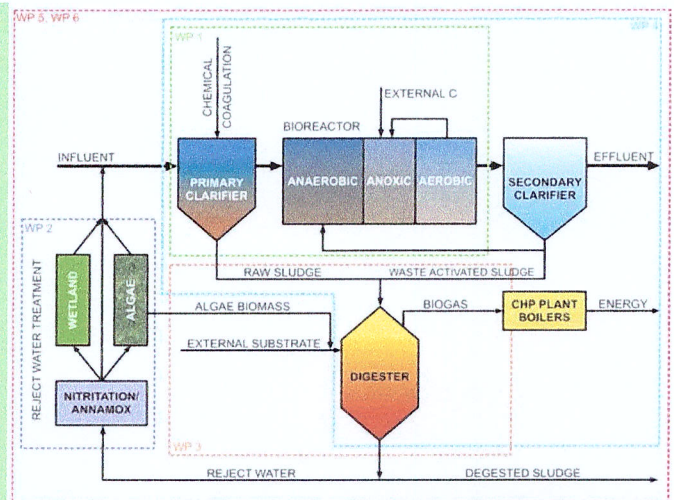 WP 5, WP 6
WP 1
WP 4
CHEMICAL
COAGULATION
EXTERNAL C
BIOREACTOR
INFLUENT
EFFLUENT
PRIMARY
CLARIFIER
ANAEROBIC
ANOXIC
AEROBIC
SECONDARY
CLARIFIER
WP 2
RAW SLUDGE
WASTE ACTIVATED SLUDGE
REJECT WATER TREATMENT
WETLAND
ALGAE
ALGAE BIOMASS
BIOGAS
CHP PLANT
BOILERS
ENERGY
EXTERNAL SUBSTRATE
DIGESTER
NITRITATION/
ANNAMOX
WP 3
REJECT WATER
DEGESTED SLUDGE